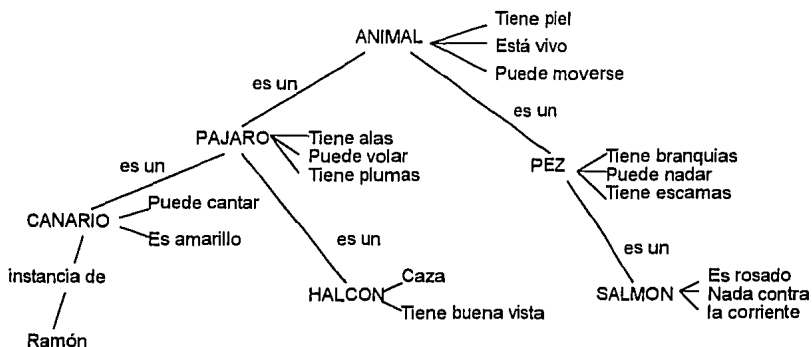 Tiene piel
ANIMAL
Está vivo
Puede moverse
es un
es un
PAJARO
Tiene alas
Puede volar
Tiene plumas
PEZ
Tiene branquias
Puede nadar
Tiene escamas
es un
CANARIO
Puede cantar
Es amarillo
es un
es un
instancia de
HALCON
Caza
Tiene buena vista
SALMON
Es rosado
Nada contra
la corriente
Ramón